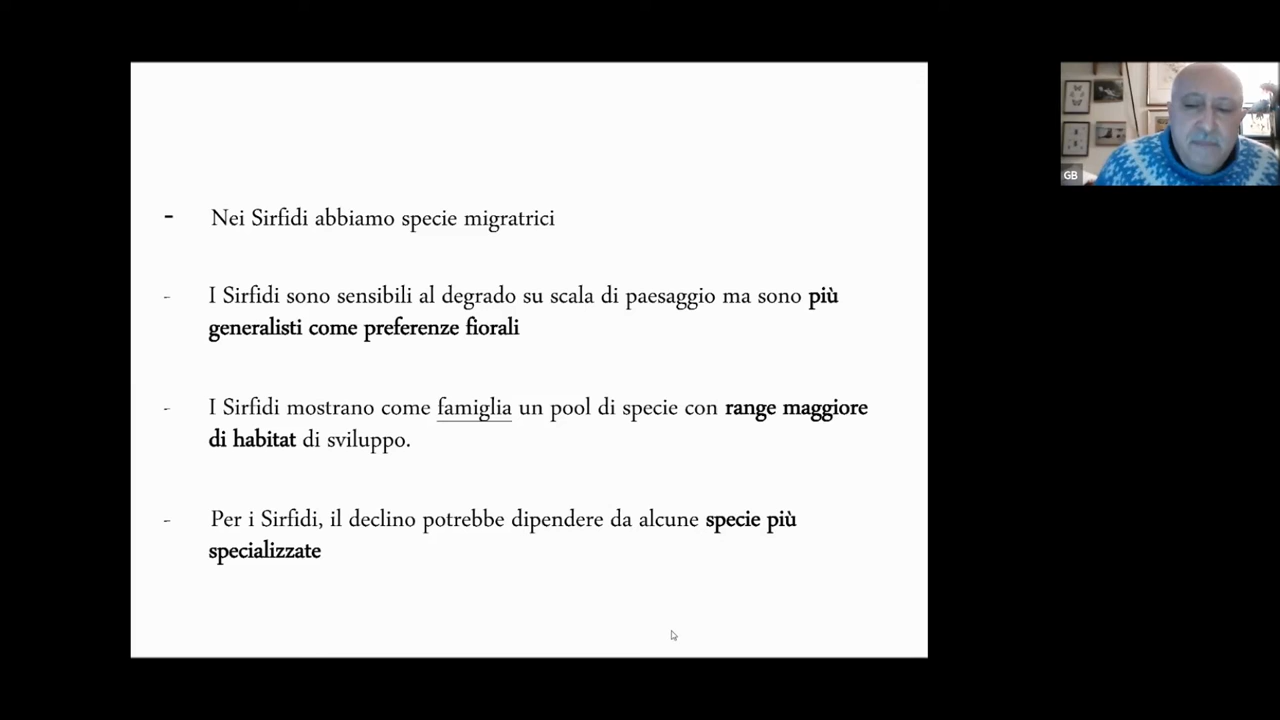 - Nei Sirfidi abbiamo specie migratrici
- I Sirfidi sono sensibili al degrado su scala di paesaggio ma sono più
generalisti come preferenze fiorali
- I Sirfidi mostrano come famiglia un pool di specie con range maggiore
di habitat di sviluppo.
- Per i Sirfidi, il declino potrebbe dipendere da alcune specie più
specializzate
GB